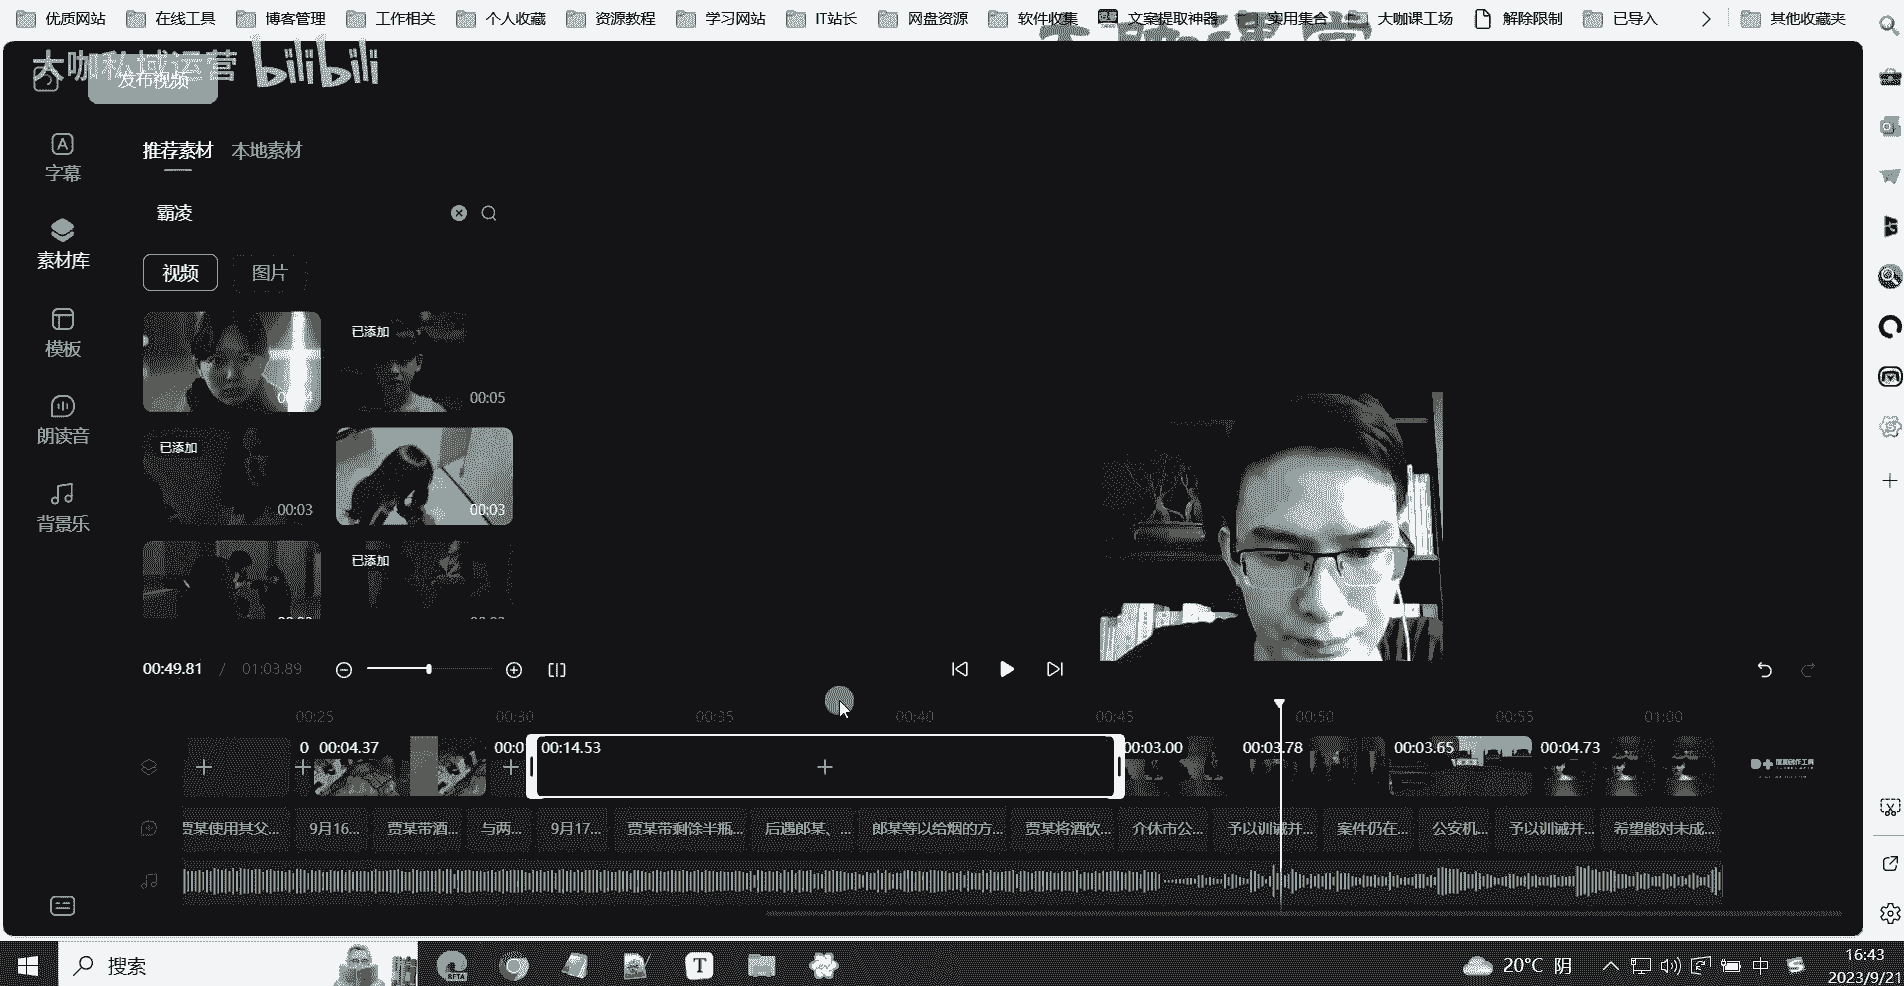 优质网站 在线工具 博客管理 工作相关 个人收藏 资源教程 学习网站 IT站长 网盘资源 软件收集 文案提取神器 实用集合 大咖课工场 解除限制 已导入 其他收藏夹
大咖私域运营 bilibili
发布视频
字幕
推荐素材 本地素材
霸凌
素材库
视频 图片
已添加
模板
00:05
朗读音
已添加
00:03 00:03
背景乐
已添加
00:49.81 / 01:03.89
00:25 00:30 00:35 00:40 00:45 00:50 00:55 01:00
00:04.37 00:14.53 00:03.00 00:03.78 00:03.65 00:04.73
贾某使用其父... 9月16... 贾某带酒... 与两... 9月17... 贾某带剩馀半瓶... 后遇郎某、... 郎某等以给烟的方... 贾某将酒饮... 介休市公... 予以训诫并... 案件仍在... 公安机... 予以训诫并... 希望能对未成...
搜索
BETA
T
20°C 阴
中
16:43
2023/9/21